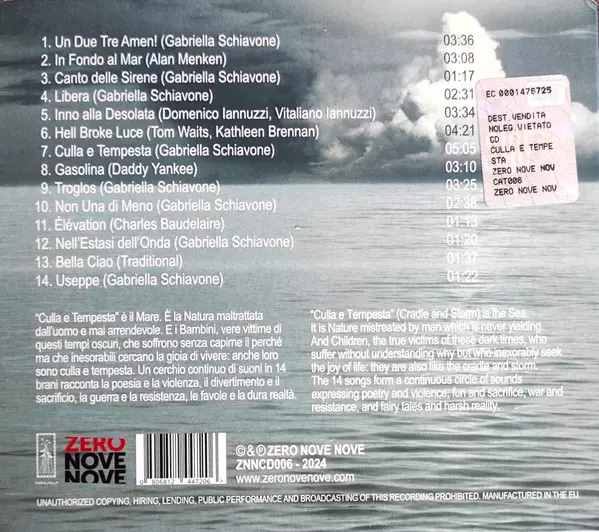 1. Un Due Tre Amen! (Gabriella Schiavone) 03:36
2. In Fondo al Mar (Alan Menken) 03:08
3. Canto delle Sirene (Gabriella Schiavone) 01:17
4. Libera (Gabriella Schiavone) 02:31
5. Inno alla Desolata (Domenico Iannuzzi, Vitaliano Iannuzzi) 03:34
6. Hell Broke Luce (Tom Waits, Kathleen Brennan) 04:21
7. Culla e Tempesta (Gabriella Schiavone) 05:05
8. Gasolina (Daddy Yankee) 03:10
9. Troglos (Gabriella Schiavone) 03:25
10. Non Una di Meno (Gabriella Schiavone) 02:38
11. Élévation (Charles Baudelaire) 01:13
12. Nell'Estasi dell'Onda (Gabriella Schiavone) 01:20
13. Bella Ciao (Traditional) 01:37
14. Useppe (Gabriella Schiavone) 01:22
EC 0001476725
DEST.VENDITA
NOLEG.VIETATO
CD
CULLA E TEMPE
STA
ZERO NOVE NOV
CAT006
ZERO NOVE NOV
"Culla e Tempesta" è il Mare. È la Natura maltrattata
dall'uomo e mai arrendevole. E i Bambini, vere vittime di
questi tempi oscuri, che soffrono senza capirne il perché
ma che inesorabili cercano la gioia di vivere: anche loro
sono culla e tempesta. Un cerchio continuo di suoni in 14
brani racconta la poesia e la violenza, il divertimento e il
sacrificio, la guerra e la resistenza, le favole e la dura realtà.
"Culla e Tempesta" (Cradle and Storm) is the Sea.
It is Nature mistreated by man which is never yielding.
And Children, the true victims of these dark times, who
suffer without understanding why but who inexorably seek
the joy of life: they are also like the cradle and storm.
The 14 songs form a continuous circle of sounds
expressing poetry and violence, fun and sacrifice, war and
resistance, and fairy tales and harsh reality.
ZERO
NOVE
NOVE
©&℗ ZERO NOVE NOVE
ZNNCD006 - 2024
www.zeronovenove.com
UNAUTHORIZED COPYING, HIRING, LENDING, PUBLIC PERFORMANCE AND BROADCASTING OF THIS RECORDING PROHIBITED. MANUFACTURED IN THE EU